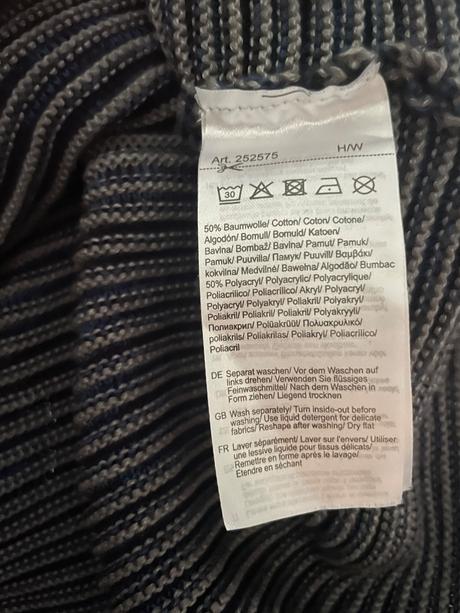 Art. 252575 H/W
30
50% Baumwolle/ Cotton/ Coton/ Cotone/
Algodón/ Bomull/ Bomuld/ Katoen/
Bavlna/ Bombaž/ Bavlna/ Pamut/ Pamuk/
Pamuk/ Puuvilla/ Памук/ Puuvill/ Βαμβάκι/
kokvilna/ Medvilnė/ Bawełna/ Algodão/ Bumbac
50% Polyacryl/ Polyacrylic/ Polyacrylique/
Poliacrilico/ Poliacrílico/ Akryl/ Polyacryl/
Polyacryl/ Polyakryl/ Poliakril/ Polyakryl/
Poliakril/ Poliakril/ Poliakril/ Polyakryyli/
Полиакрил/ Polüakrüül/ Πολυακρυλικό/
poliakrils/ Poliakrilas/ Poliakryl/ Poliacrílico/
Poliacril
DE Separat waschen/ Vor dem Waschen auf
links drehen/ Verwenden Sie flüssiges
Feinwaschmittel/ Nach dem Waschen in
Form ziehen/ Liegend trocknen
GB Wash separately/ Turn inside-out before
washing/ Use liquid detergent for delicate
fabrics/ Reshape after washing/ Dry flat
FR Laver séparément/ Laver sur l'envers/ Utiliser
une lessive liquide pour tissus délicats/
Remettre en forme après le lavage/
Étendre en séchant